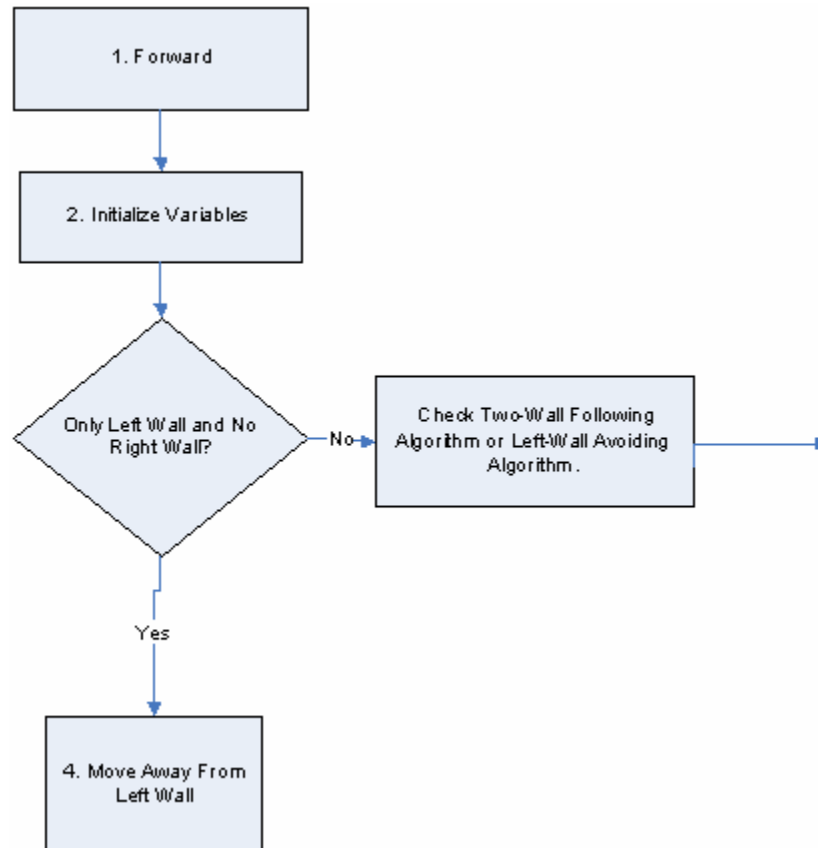 1. Forward
2. Initialize Variables
Only Left Wall and No
Right Wall?
No
Check Two-Wall Following
Algorithm or Left-Wall Avoiding
Algorithm.
Yes
4. Move Away From
Left Wall